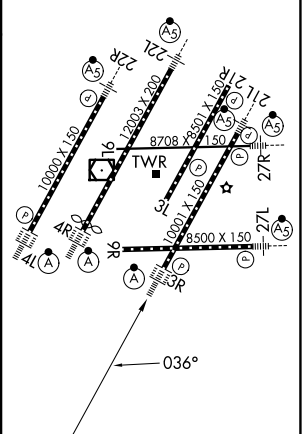 22R
22L
A5
A5
P
21R
21L
A5
A5
P
10000 X 150
12003 X 200
8501 X 150
9L
8708 X 150
TWR
P
P
27R
3L
10001 X 150
P
4R
9R
8500 X 150
P
27L
A5
4L
A
A
A
P
3R
036°